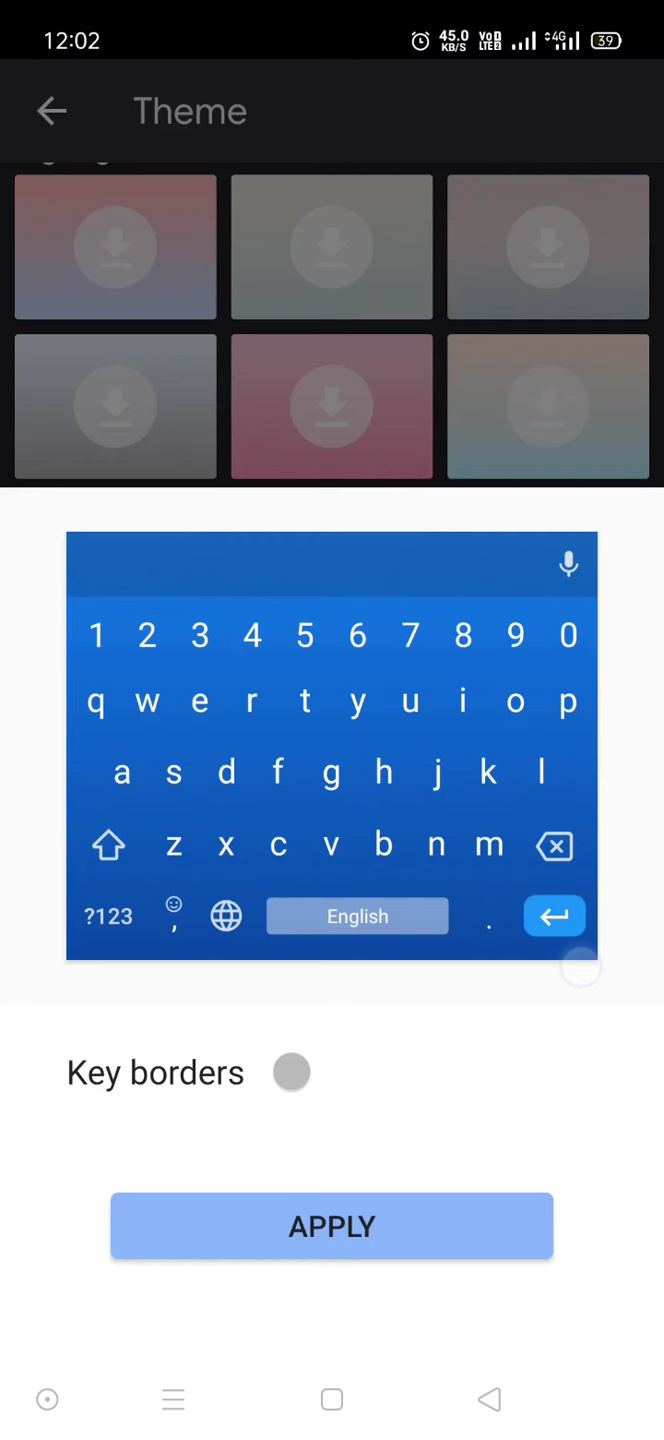 12:02
45.0 KB/S Vo LTE2 4G 39
Theme
1 2 3 4 5 6 7 8 9 0
q w e r t y u i o p
a s d f g h j k l
z x c v b n m
?123 , English .
Key borders
APPLY